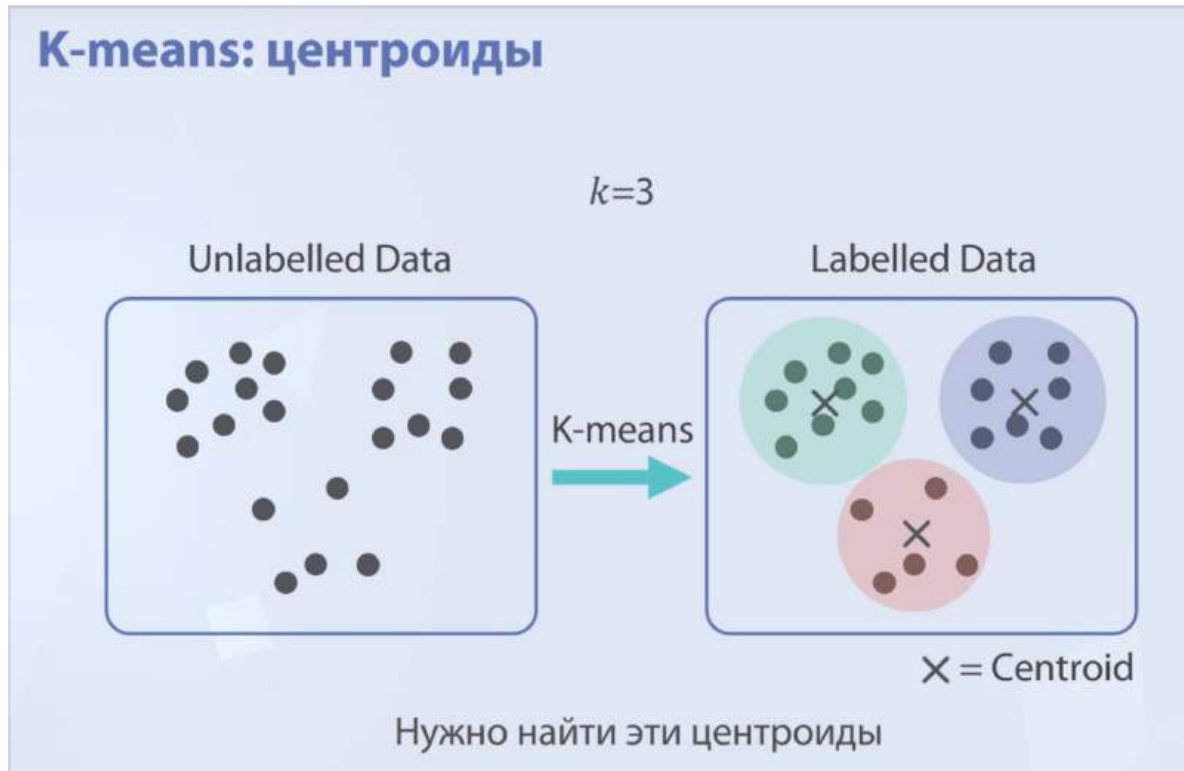 K-means: центроиды
k=3
Unlabelled Data
Labelled Data
K-means
× = Centroid
Нужно найти эти центроиды